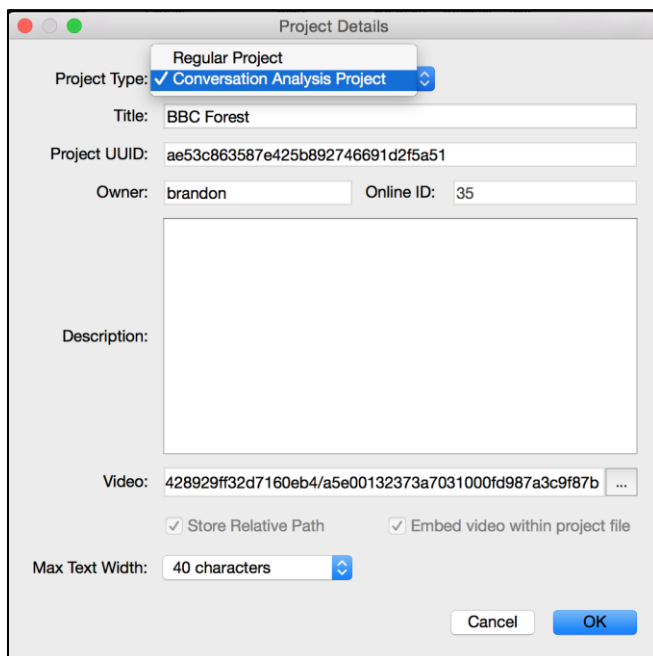 Project Details
Regular Project
Project Type: ✓ Conversation Analysis Project
Title: BBC Forest
Project UUID: ae53c863587e425b892746691d2f5a51
Owner: brandon Online ID: 35
Description:
Video: 428929ff32d7160eb4/a5e00132373a7031000fd987a3c9f87b ...
Store Relative Path Embed video within project file
Max Text Width: 40 characters
Cancel OK